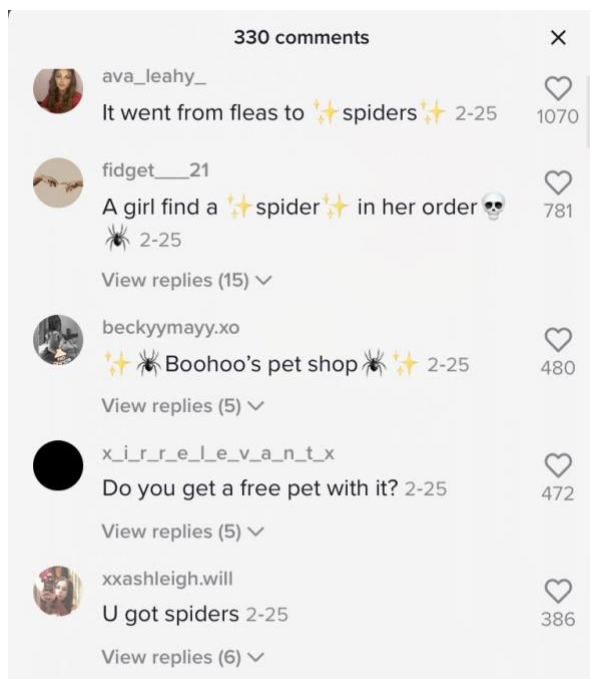 330 comments
ava_leahy_
It went from fleas to ✨spiders✨ 2-25
1070
fidget___21
A girl find a ✨spider✨ in her order💀
🕷 2-25
781
View replies (15)
beckyymayy.xo
✨🕷Boohoo's pet shop🕷✨ 2-25
480
View replies (5)
x_i_r_r_e_l_e_v_a_n_t_x
Do you get a free pet with it? 2-25
472
View replies (5)
xxashleigh.will
U got spiders 2-25
386
View replies (6)